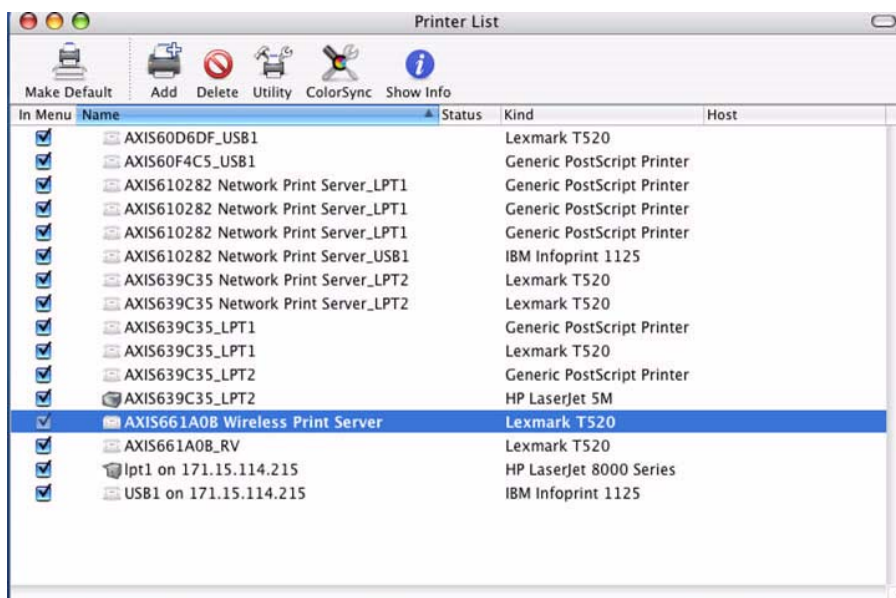 Printer List
Make Default Add Delete Utility ColorSync Show Info
In Menu Name Status Kind Host
AXIS60D6DF_USB1 Lexmark T520
AXIS60F4C5_USB1 Generic PostScript Printer
AXIS610282 Network Print Server_LPT1 Generic PostScript Printer
AXIS610282 Network Print Server_LPT1 Generic PostScript Printer
AXIS610282 Network Print Server_LPT1 Generic PostScript Printer
AXIS610282 Network Print Server_USB1 IBM Infoprint 1125
AXIS639C35 Network Print Server_LPT2 Lexmark T520
AXIS639C35 Network Print Server_LPT2 Lexmark T520
AXIS639C35_LPT1 Generic PostScript Printer
AXIS639C35_LPT1 Lexmark T520
AXIS639C35_LPT2 Generic PostScript Printer
AXIS639C35_LPT2 HP LaserJet 5M
AXIS661A0B Wireless Print Server Lexmark T520
AXIS661A0B_RV Lexmark T520
lpt1 on 171.15.114.215 HP LaserJet 8000 Series
USB1 on 171.15.114.215 IBM Infoprint 1125